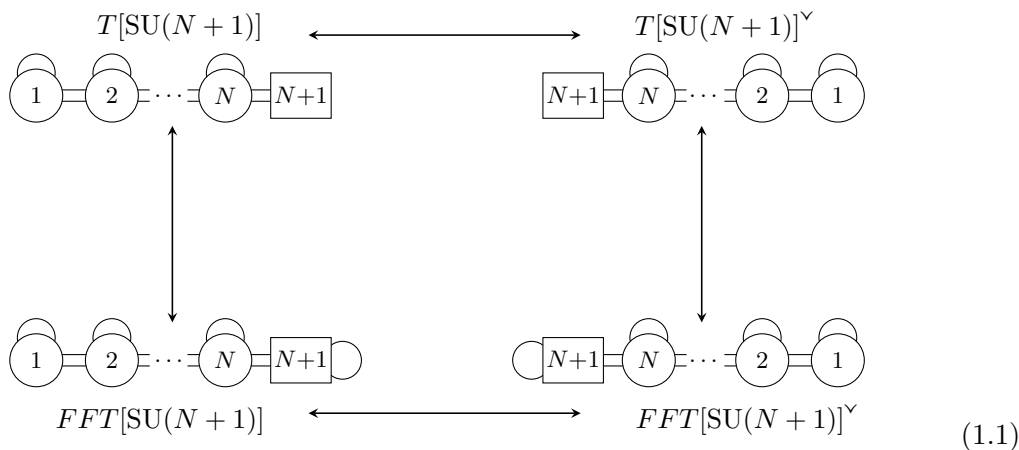 T[SU(N + 1)] T[SU(N + 1)]ˇ
1 2 ··· N N+1 N+1 N ··· 2 1
1 2 ··· N N+1 N+1 N ··· 2 1
FFT[SU(N + 1)] FFT[SU(N + 1)]ˇ
(1.1)